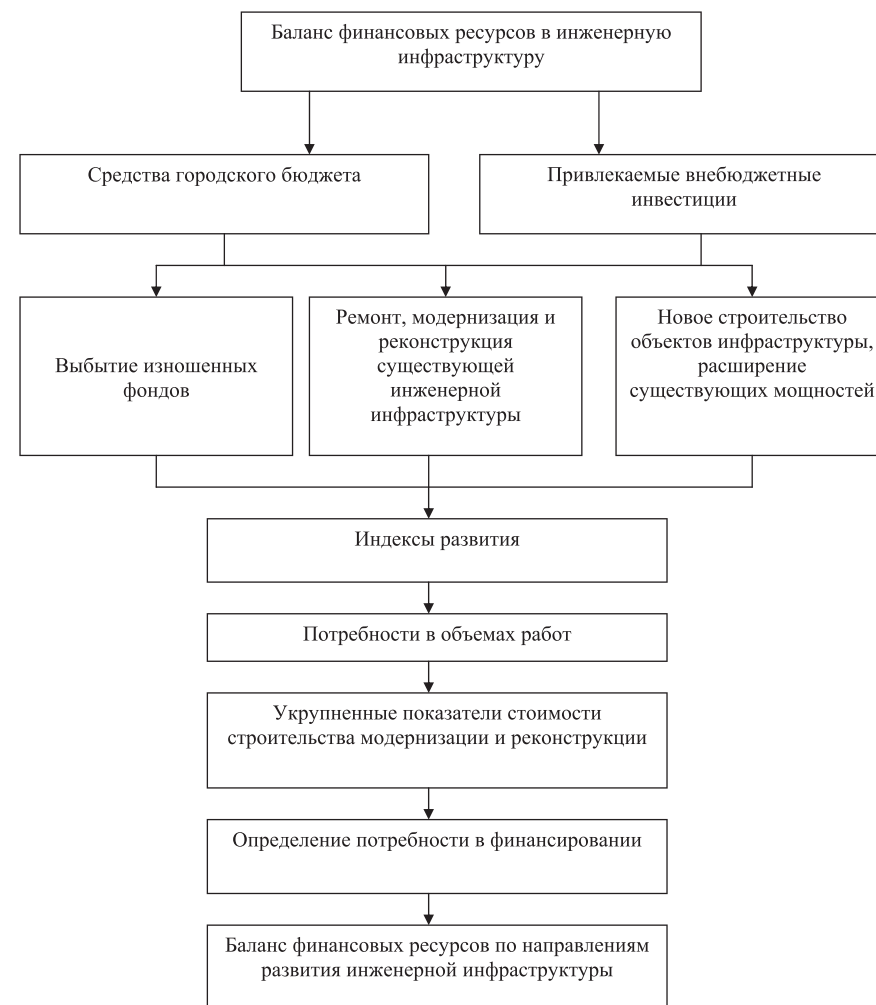 Баланс финансовых ресурсов в инженерную
инфраструктуру
Средства городского бюджета
Привлекаемые внебюджетные
инвестиции
Выбытие изношенных
фондов
Ремонт, модернизация и
реконструкция
существующей
инженерной
инфраструктуры
Новое строительство
объектов инфраструктуры,
расширение
существующих мощностей
Индексы развития
Потребности в объемах работ
Укрупненные показатели стоимости
строительства модернизации и реконструкции
Определение потребности в финансировании
Баланс финансовых ресурсов по направлениям
развития инженерной инфраструктуры